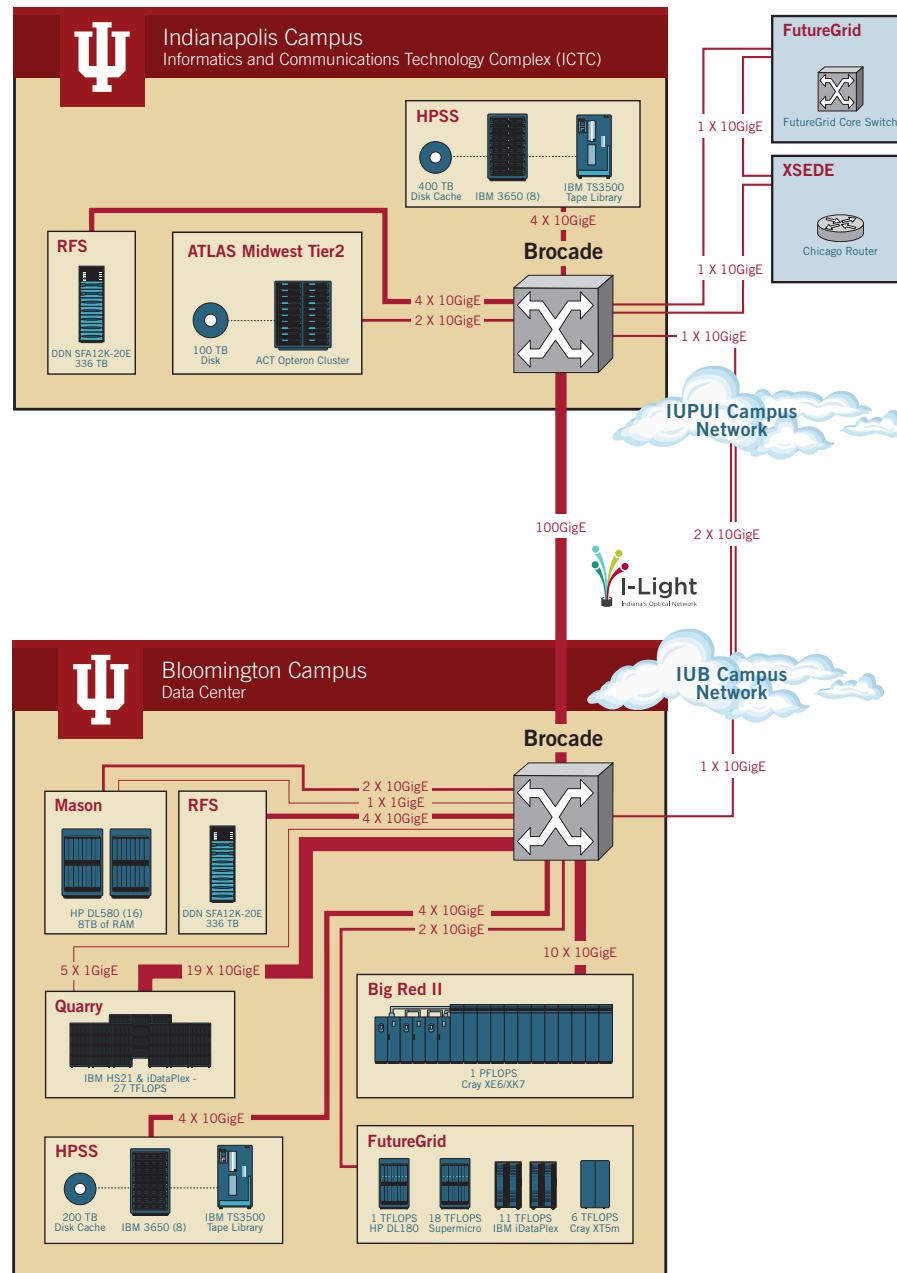 Indianapolis Campus
Informatics and Communications Technology Complex (ICTC)
HPSS
400 TB
Disk Cache
IBM 3650 (8)
IBM TS3500
Tape Library
4 X 10GigE
RFS
DDN SFA12K-20E
336 TB
ATLAS Midwest Tier2
100 TB
Disk
ACT Opteron Cluster
4 X 10GigE
2 X 10GigE
Brocade
FutureGrid
FutureGrid Core Switch
1 X 10GigE
XSEDE
Chicago Router
1 X 10GigE
1 X 10GigE
IUPUI Campus
Network
100GigE
2 X 10GigE
I-Light
Indiana's Optical Network
Bloomington Campus
Data Center
IUB Campus
Network
Brocade
1 X 10GigE
2 X 10GigE
1 X 1GigE
4 X 10GigE
Mason
HP DL580 (16)
8TB of RAM
RFS
DDN SFA12K-20E
336 TB
4 X 10GigE
2 X 10GigE
10 X 10GigE
5 X 1GigE
19 X 10GigE
Quarry
IBM HS21 & iDataPlex -
27 TFLOPS
Big Red II
1 PFLOPS
Cray XE6/XK7
4 X 10GigE
HPSS
200 TB
Disk Cache
IBM 3650 (8)
IBM TS3500
Tape Library
FutureGrid
1 TFLOPS
HP DL180
18 TFLOPS
Supermicro
11 TFLOPS
IBM iDataPlex
6 TFLOPS
Cray XT5m